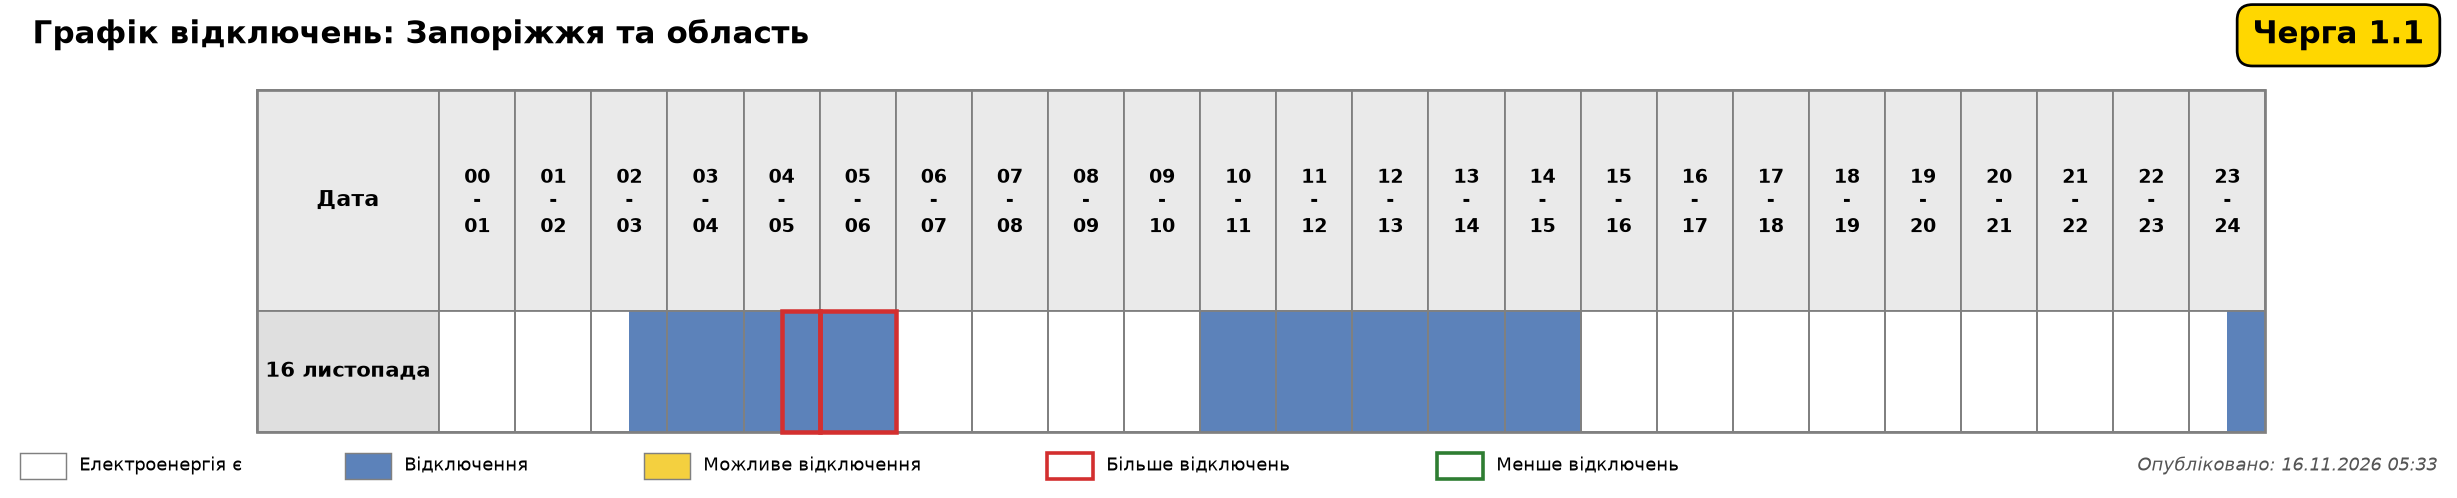 Графік відключень: Запоріжжя та область
Черга 1.1
Дата
00 - 01
01 - 02
02 - 03
03 - 04
04 - 05
05 - 06
06 - 07
07 - 08
08 - 09
09 - 10
10 - 11
11 - 12
12 - 13
13 - 14
14 - 15
15 - 16
16 - 17
17 - 18
18 - 19
19 - 20
20 - 21
21 - 22
22 - 23
23 - 24
16 листопада
Електроенергія є
Відключення
Можливе відключення
Більше відключень
Менше відключень
Опубліковано: 16.11.2026 05:33